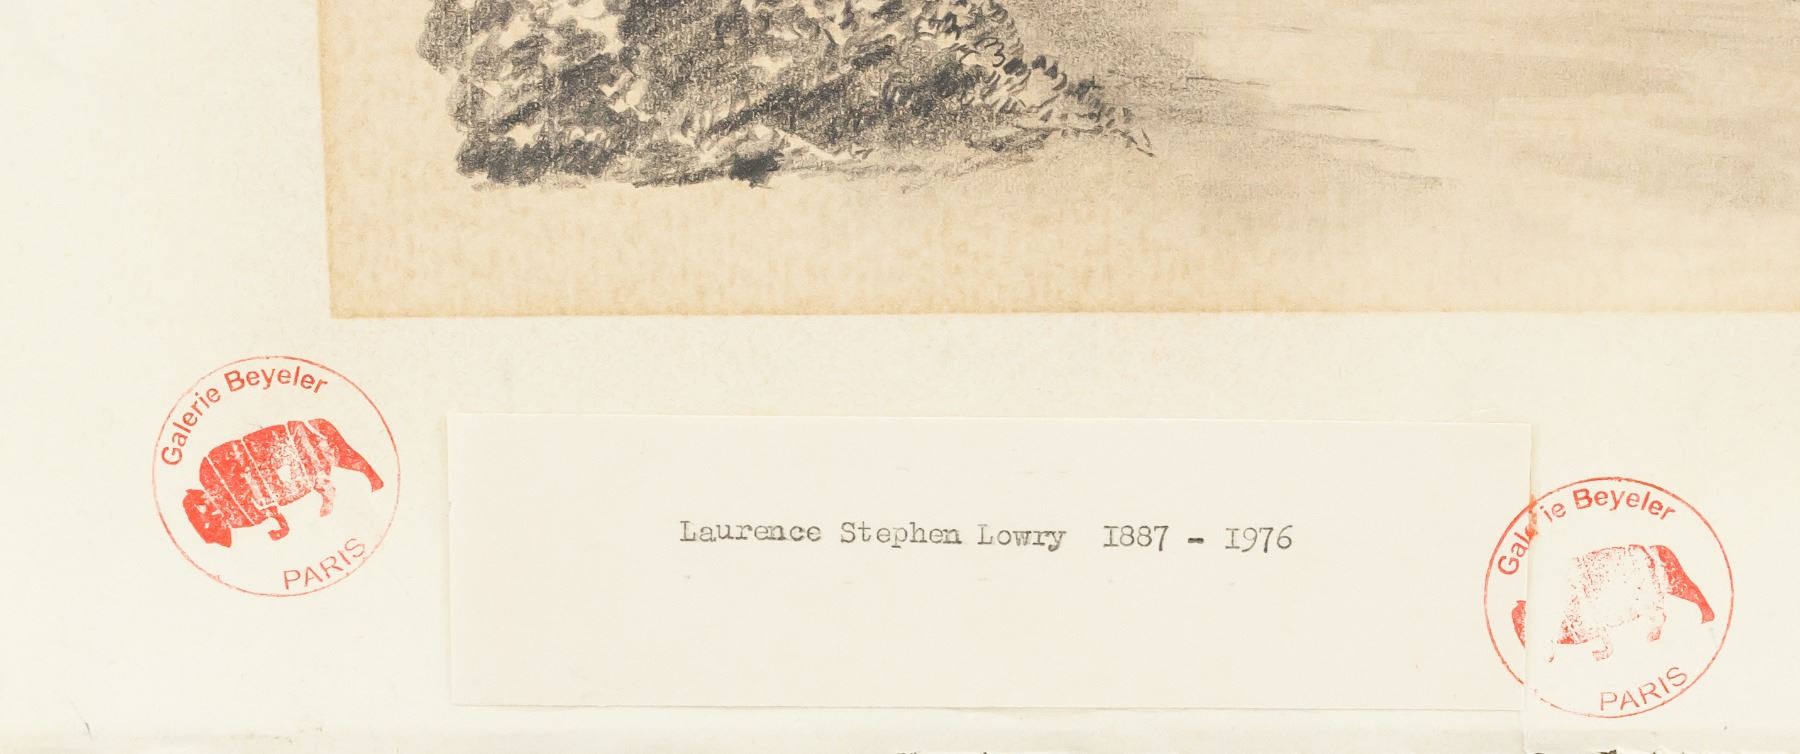 Galerie Beyeler
PARIS
Laurence Stephen Lowry 1887 - 1976
Galerie Beyeler
PARIS